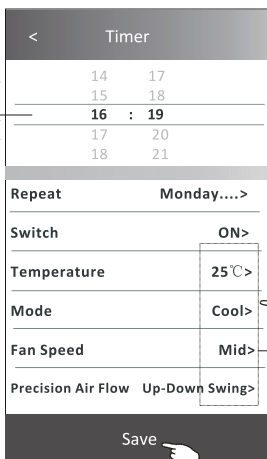 < Timer
14 17
15 18
16 : 19
17 20
18 21
Repeat Monday....>
Switch ON>
Temperature 25℃>
Mode Cool>
Fan Speed Mid>
Precision Air Flow Up-Down Swing>
Save